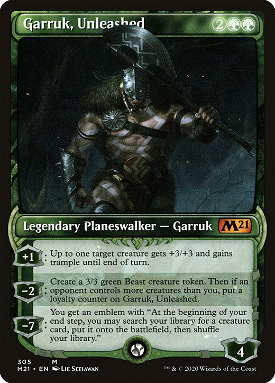 Garruk, Unleashed 2
Legendary Planeswalker — Garruk M21
+1: Up to one target creature gets +3/+3 and gains
trample until end of turn.
−2: Create a 3/3 green Beast creature token. Then if an
opponent controls more creatures than you, put a
loyalty counter on Garruk, Unleashed.
−7: You get an emblem with "At the beginning of your
end step, you may search your library for a creature
card, put it onto the battlefield, then shuffle
your library."
4
305 M
M21 • EN Lie Setiawan
™ & © 2020 Wizards of the Coast